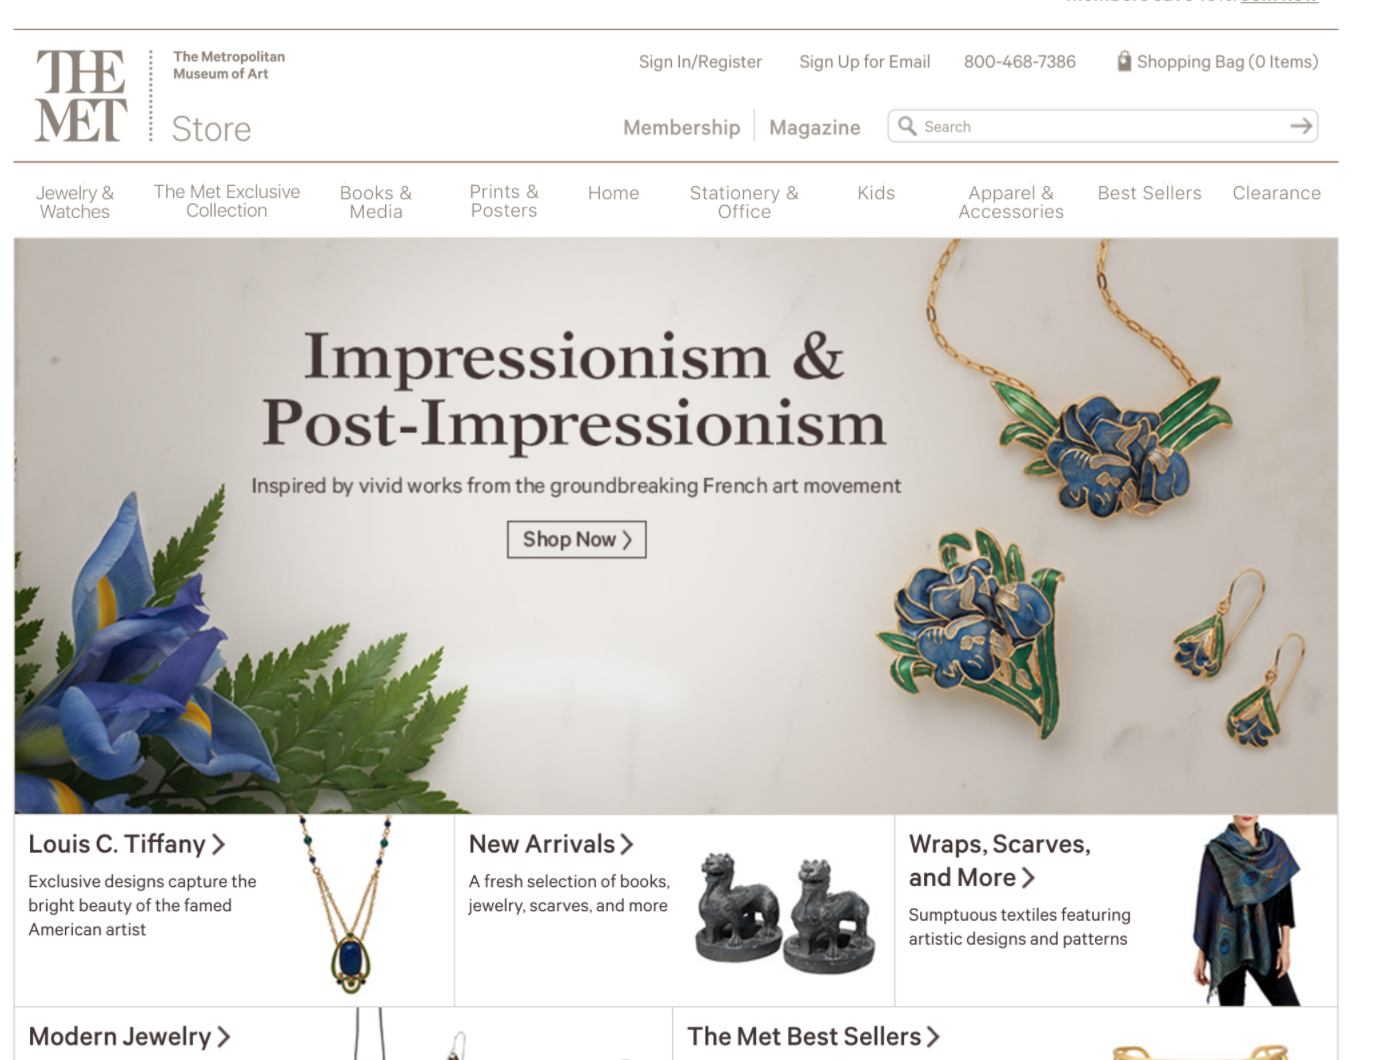 THE
MET
The Metropolitan
Museum of Art
Store
Sign In/Register
Sign Up for Email
800-468-7386
Shopping Bag (0 Items)
Membership
Magazine
Search
Jewelry &
Watches
The Met Exclusive
Collection
Books &
Media
Prints &
Posters
Home
Stationery &
Office
Kids
Apparel &
Accessories
Best Sellers
Clearance
Impressionism &
Post-Impressionism
Inspired by vivid works from the groundbreaking French art movement
Shop Now
Louis C. Tiffany
Exclusive designs capture the
bright beauty of the famed
American artist
New Arrivals
A fresh selection of books,
jewelry, scarves, and more
Wraps, Scarves,
and More
Sumptuous textiles featuring
artistic designs and patterns
Modern Jewelry
The Met Best Sellers